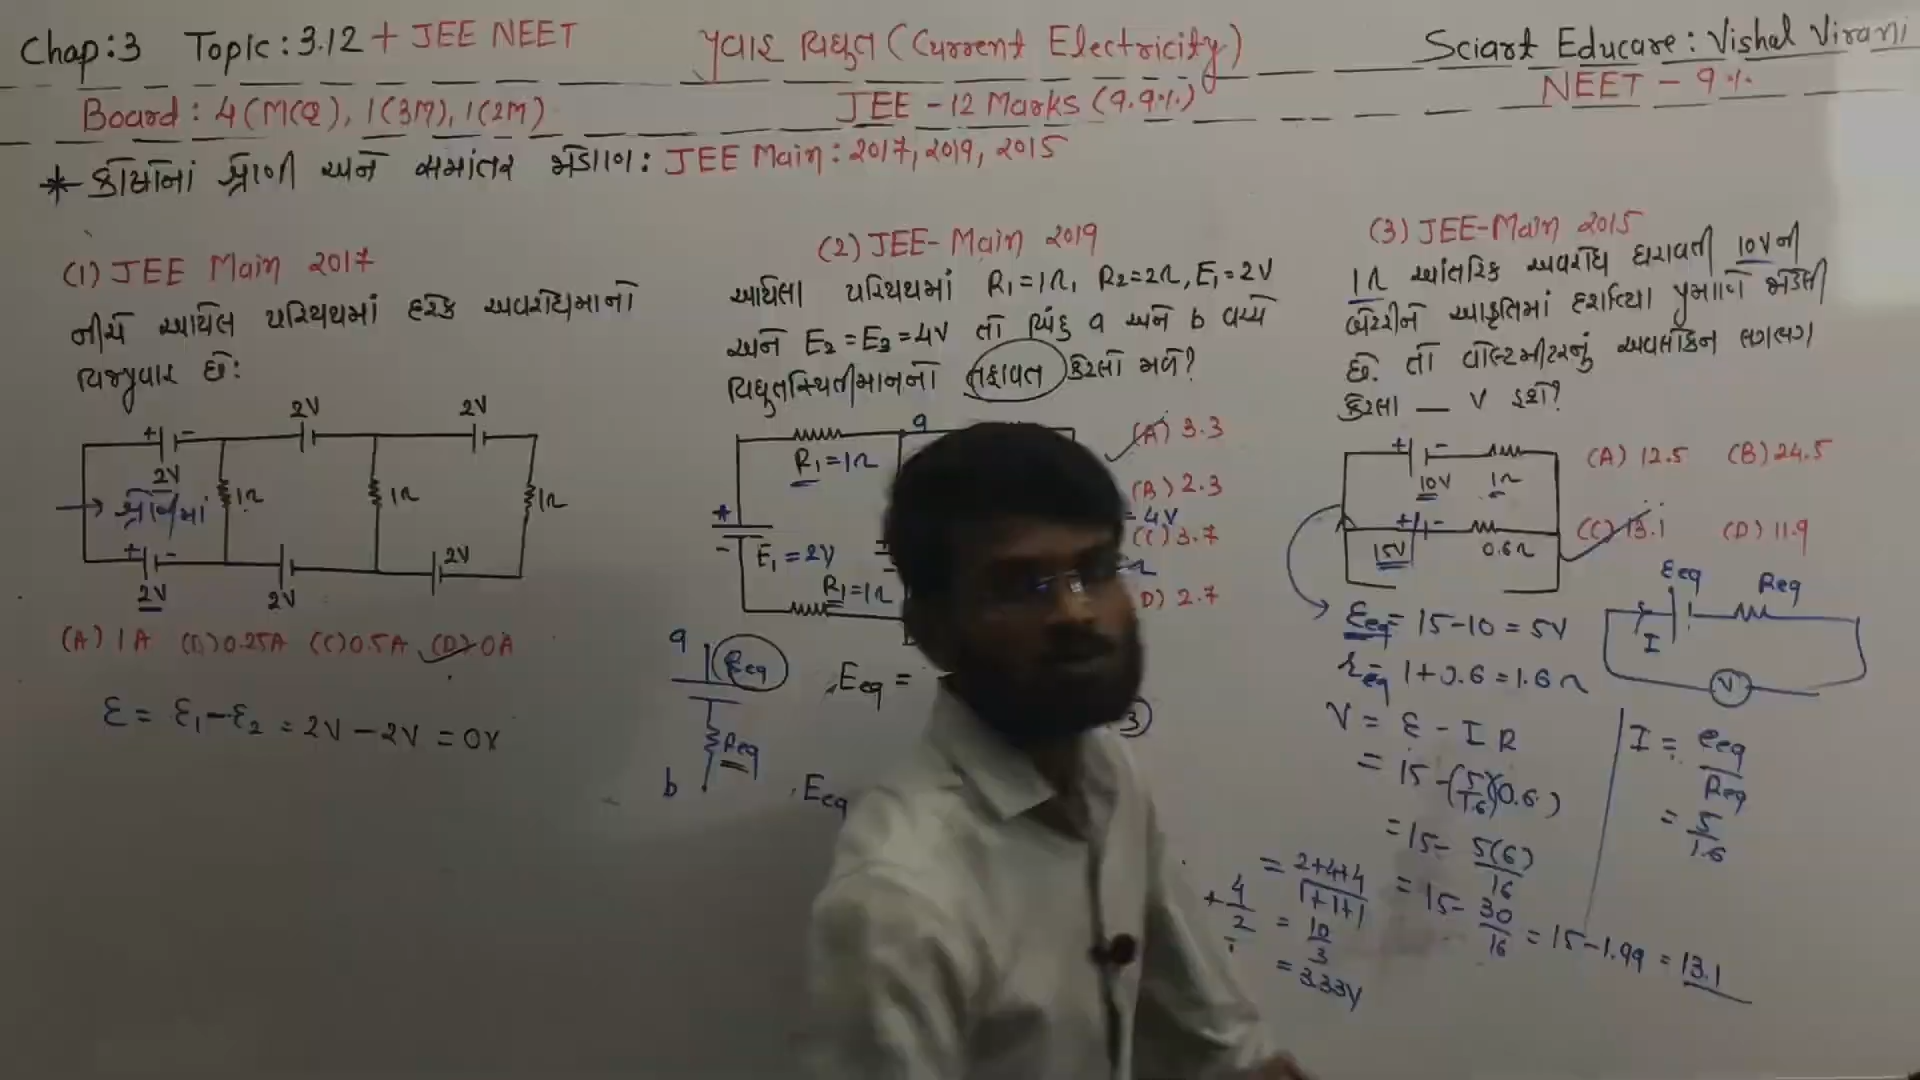 Chap:3 Topic:3.12 + JEE NEET પ્રવાહ વિદ્યુત (Current Electricity) Sciart Educare: Vishal Virani
Board: 4(MCQ), 1(3M), 1(2M) JEE - 12 Marks (9.9%) NEET - 9%
* કોષોનાં શ્રેણી અને સમાંતર જોડાણ: JEE Main: 2017, 2019, 2015
(1) JEE Main 2017
નીચે આપેલ પરિપથમાં દરેક અવરોધમાનો
વિજપ્રવાહ છે:
2V 2V
+ -
2V
→ શ્રેણીમાં 1Ω 1Ω 1Ω
+ - 2V
2V 2V
(A) 1A (B) 0.25A (C) 0.5A (D) 0A
ε = ε1 - ε2 = 2V - 2V = 0V
(2) JEE- Main 2019
આપેલા પરિપથમાં R1=1Ω, R2=2Ω, E1=2V
અને E2=E3=4V તો બિંદુ a અને b વચ્ચે
વિદ્યુતસ્થિતીમાનનો તફાવત કેટલો મળે?
a
R1=1Ω
+
-
E1=2V
R1=1Ω
(A) 3.3
(B) 2.3
= 4V
(C) 3.7
(D) 2.7
a Eeq
Req
b
Eeq =
Eeq
+ 4/2
= 2+4+4 / 1+1+1
= 10/3
= 3.33V
(3) JEE-Main 2015
1Ω આંતરિક અવરોધ ધરાવતી 10V ની
બેટરીને આકૃતિમાં દર્શાવ્યા પ્રમાણે જોડેલી
છે. તો વોલ્ટમીટરનું અવલોકન લગભગ
કેટલા __ V હશે?
+ -
10V 1Ω
+ -
15V 0.6Ω
(A) 12.5 (B) 24.5
(C) 13.1 (D) 11.9
εeq = 15-10 = 5V
req = 1+0.6 = 1.6Ω
εeq Req
I
V
V = ε - I R
= 15 - (5/1.6)(0.6)
= 15 - 5(6)/16
= 15 - 30/16 = 15-1.99 = 13.1
I = eeq/Req
= 5/1.6